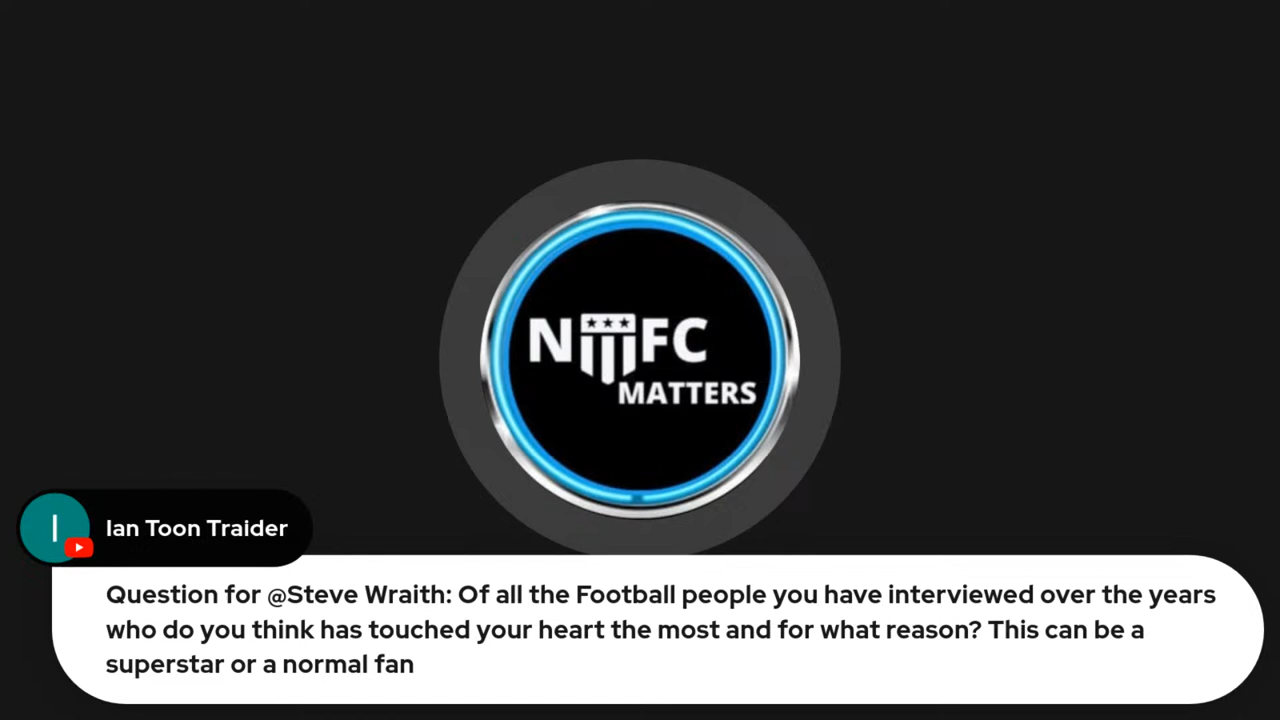 NUFC
MATTERS
I
Ian Toon Traider
Question for @Steve Wraith: Of all the Football people you have interviewed over the years
who do you think has touched your heart the most and for what reason? This can be a
superstar or a normal fan